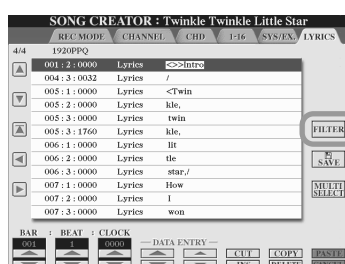 SONG CREATOR : Twinkle Twinkle Little Star
REC MODE CHANNEL CHD 1-16 SYS/EX. LYRICS
4/4 1920PPQ
001 : 2 : 0000 Lyrics <>>Intro
004 : 3 : 0032 Lyrics /
005 : 1 : 0000 Lyrics <Twin
005 : 2 : 0000 Lyrics kle,
005 : 3 : 0000 Lyrics twin
005 : 3 : 1760 Lyrics kle,
006 : 1 : 0000 Lyrics lit
006 : 2 : 0000 Lyrics tle
006 : 3 : 0000 Lyrics star,/
007 : 1 : 0000 Lyrics How
007 : 2 : 0000 Lyrics I
007 : 3 : 0000 Lyrics won
FILTER
SAVE
MULTI
SELECT
BAR : BEAT : CLOCK
001 1 0000 DATA ENTRY
CUT COPY PASTE
INS DELETE